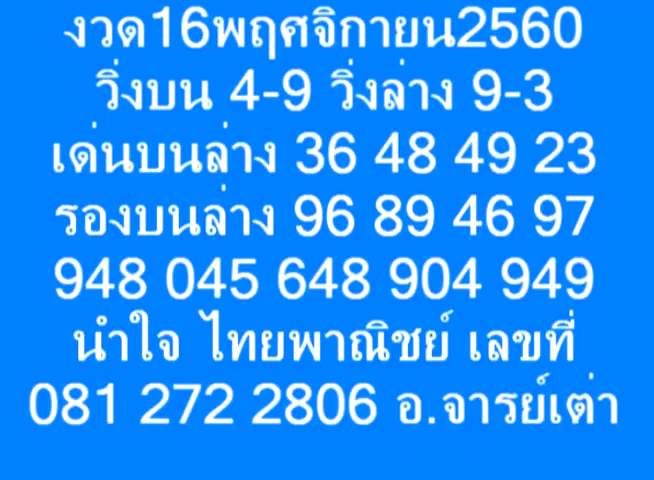 งวด16พฤศจิกายน2560
วิ่งบน 4-9 วิ่งล่าง 9-3
เด่นบนล่าง 36 48 49 23
รองบนล่าง 96 89 46 97
948 045 648 904 949
นำใจ ไทยพาณิชย์ เลขที่
081 272 2806 อ.จารย์เต่า